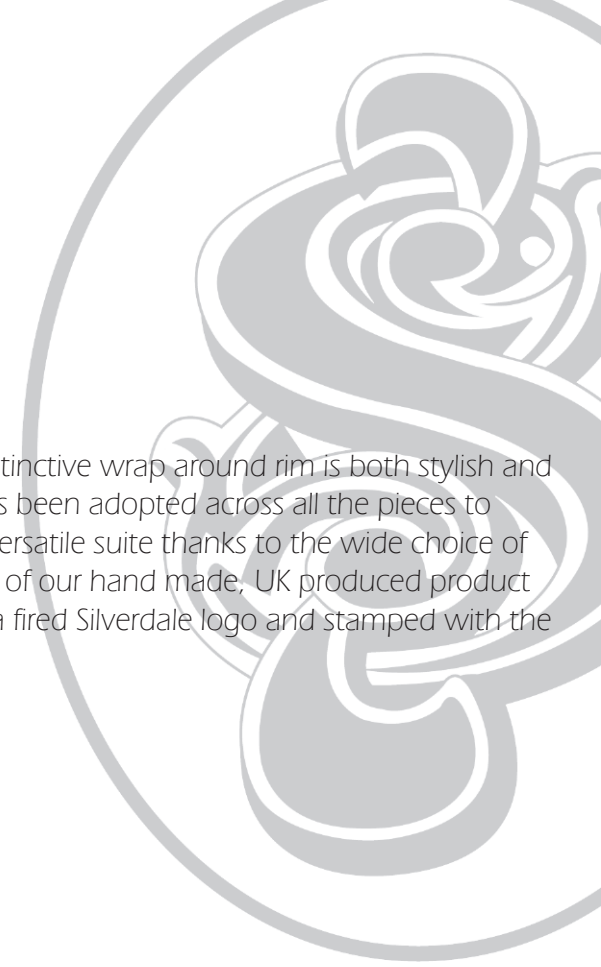 tinctive wrap around rim is both stylish and
s been adopted across all the pieces to
ersatile suite thanks to the wide choice of
of our hand made, UK produced product
a fired Silverdale logo and stamped with the